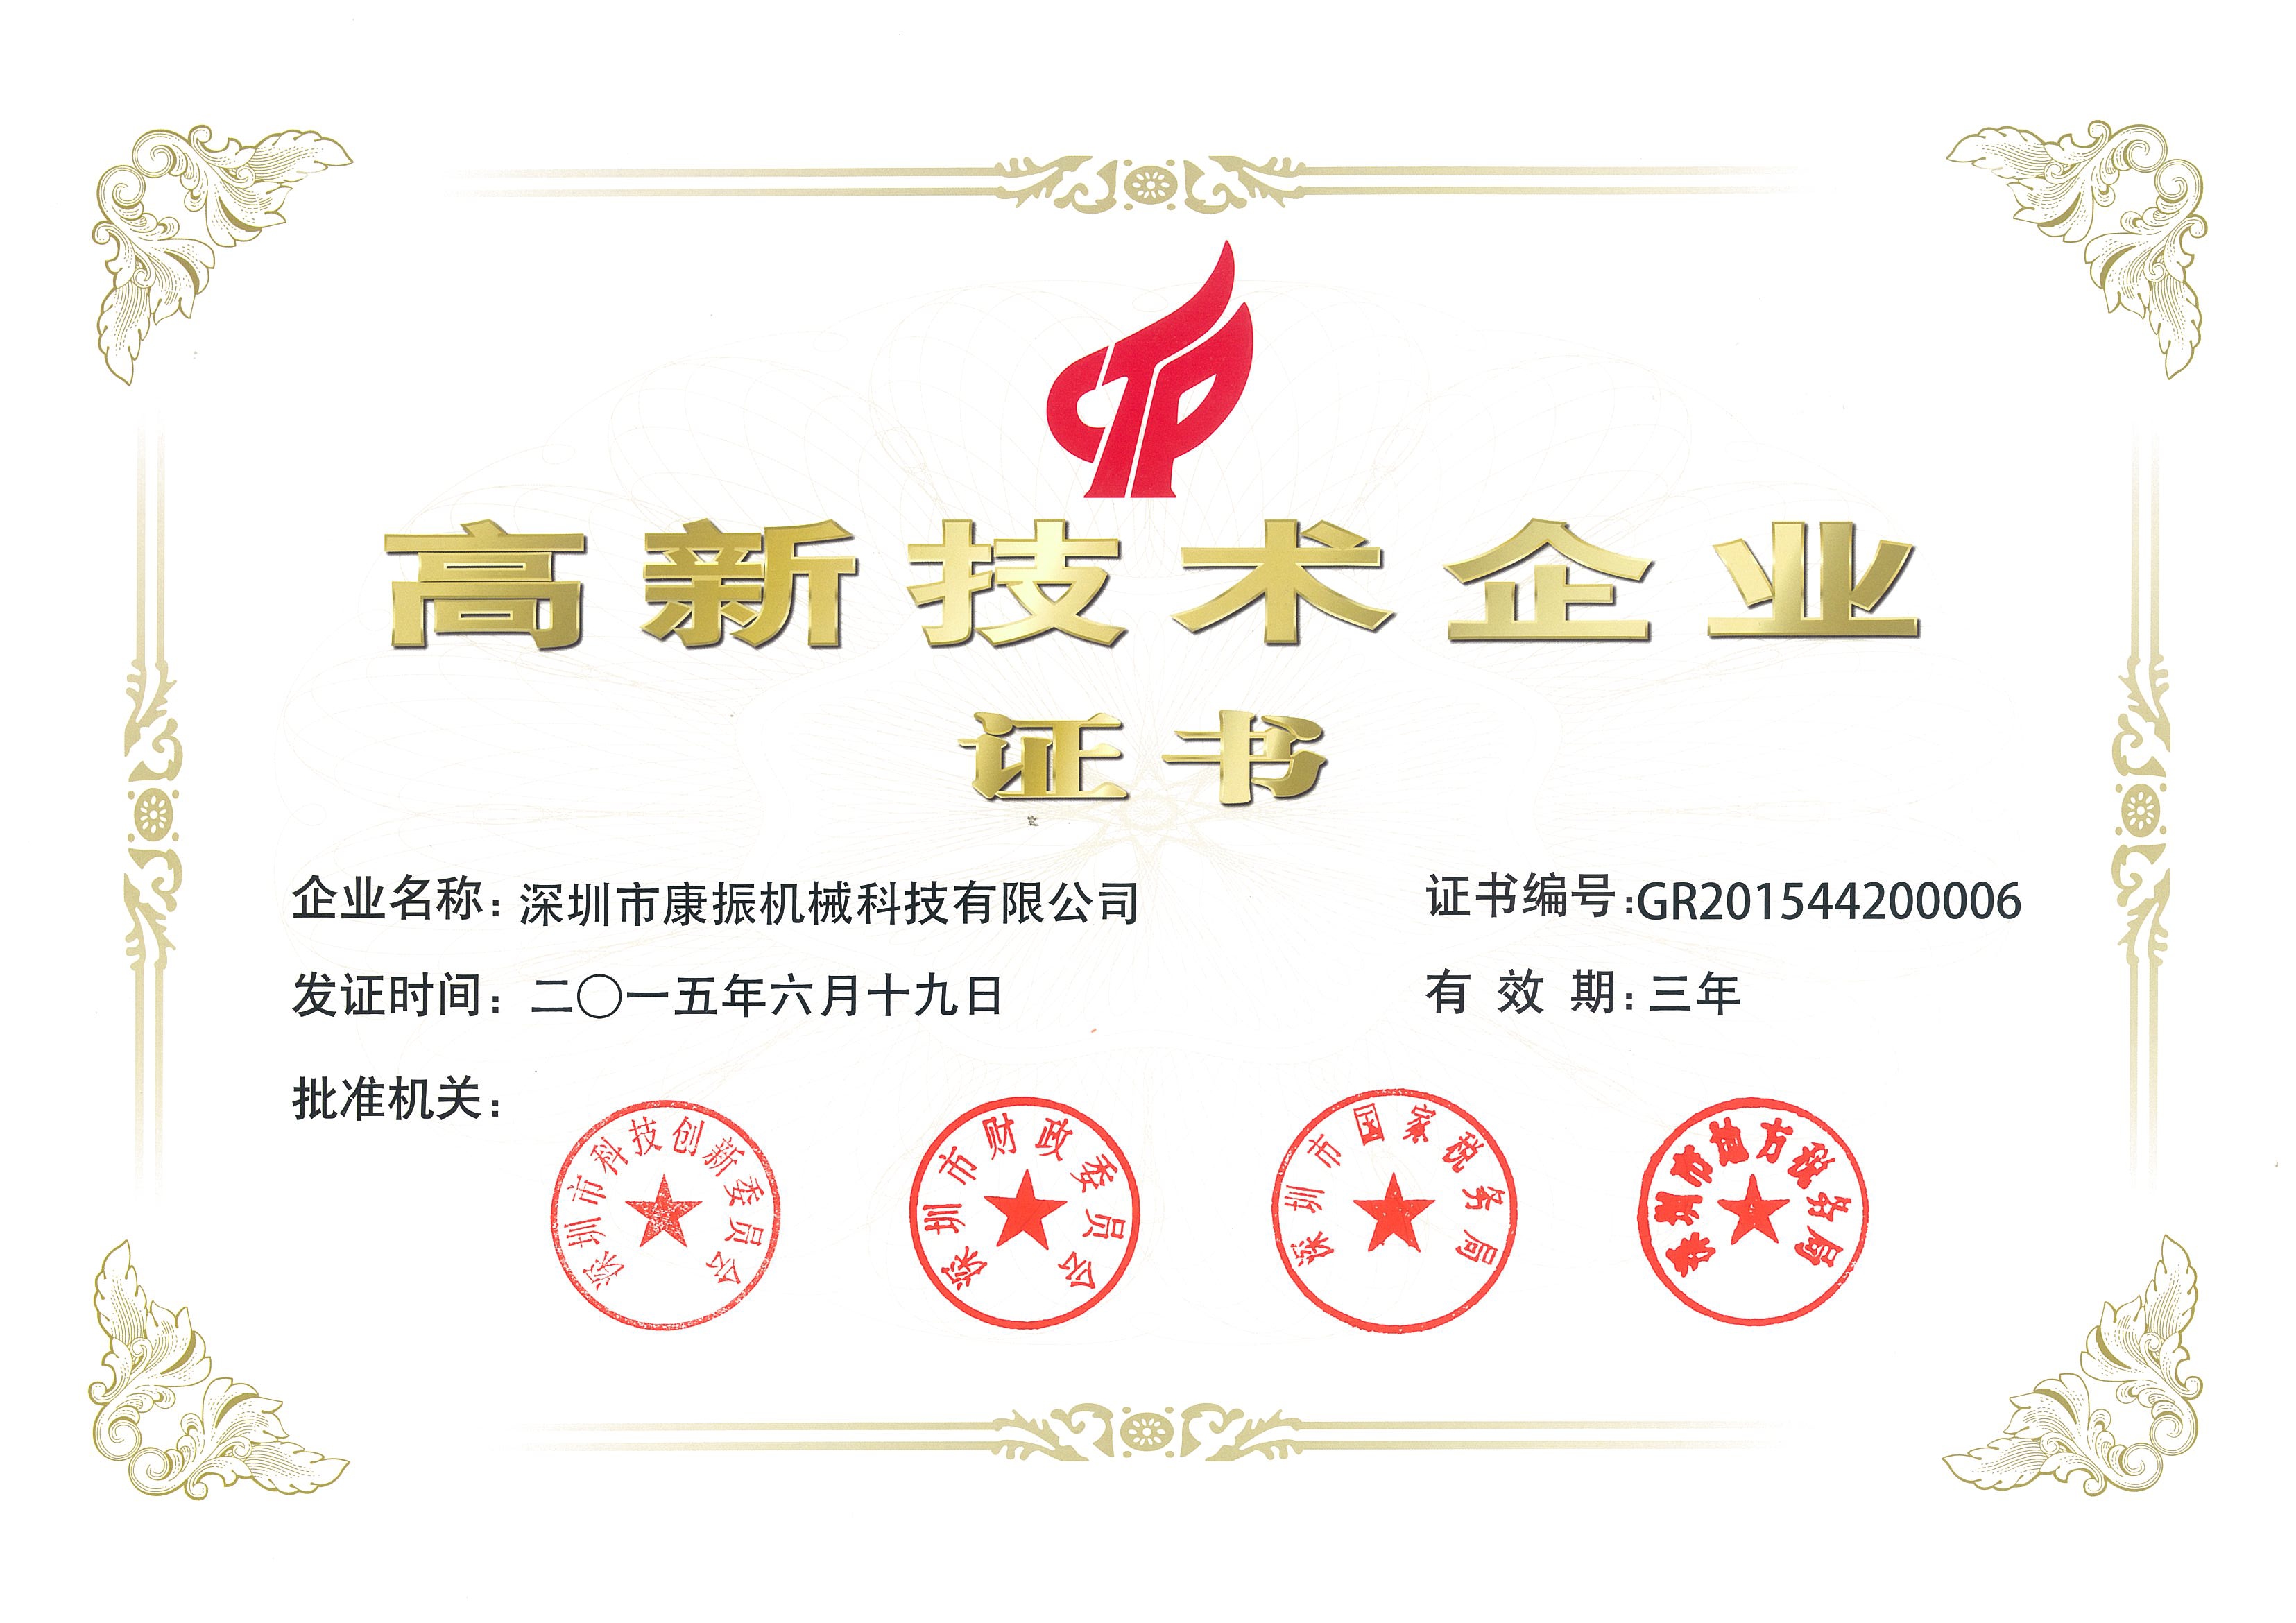 高新技术企业
证书
企业名称：深圳市康振机械科技有限公司
证书编号：GR201544200006
发证时间：二〇一五年六月十九日
有效期：三年
批准机关：
深圳市科技创新委员会
深圳市财政委员会
深圳市国家税务局
深圳市地方税务局